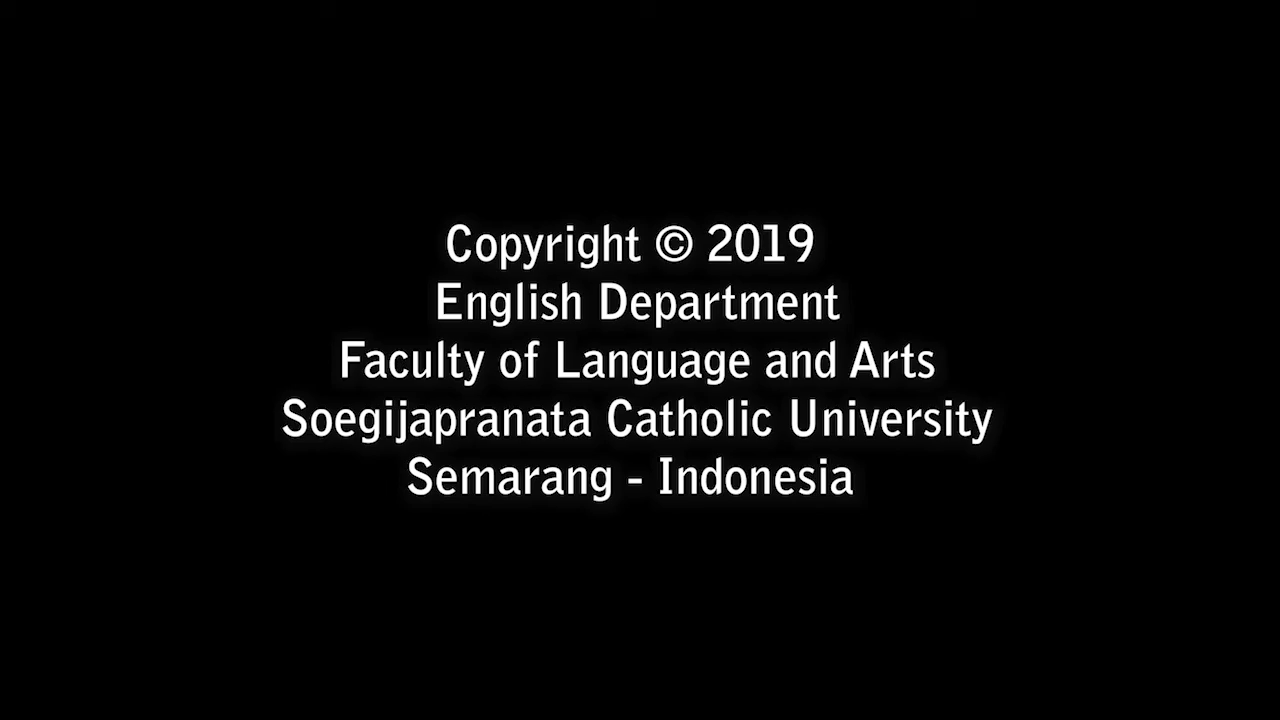 Copyright © 2019
English Department
Faculty of Language and Arts
Soegijapranata Catholic University
Semarang - Indonesia